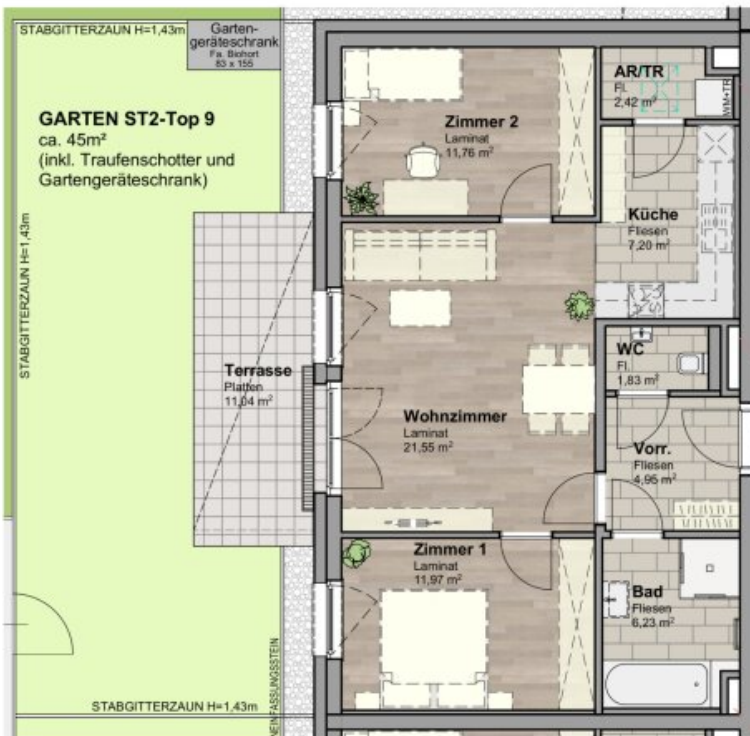 STABGITTERZAUN H=1,43m
Garten-
geräteschrank
Fa. Biohort
83 x 155
GARTEN ST2-Top 9
ca. 45m²
(inkl. Traufenschotter und
Gartengeräteschrank)
STABGITTERZAUN H=1,43m
Zimmer 2
Laminat
11,76 m²
AR/TR
Fl.
2,42 m²
WM+TR
Küche
Fliesen
7,20 m²
Terrasse
Platten
11,04 m²
Wohnzimmer
Laminat
21,55 m²
WC
Fl.
1,83 m²
Vorr.
Fliesen
4,95 m²
Zimmer 1
Laminat
11,97 m²
Bad
Fliesen
6,23 m²
STABGITTERZAUN H=1,43m
NEINFASSUNGSSTEIN